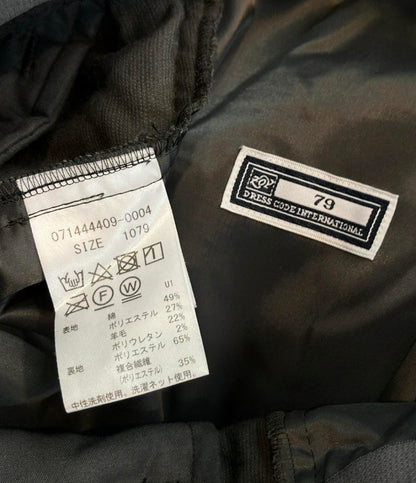 071444409-0004
SIZE 1079
U1
表地 綿 49%
ポリエステル 27%
羊毛 22%
ポリウレタン 2%
裏地 ポリエステル 65%
複合繊維 35%
(ポリエステル)
中性洗剤使用。洗濯ネット使用。
F W
ZOY
79
DRESS CODE INTERNATIONAL